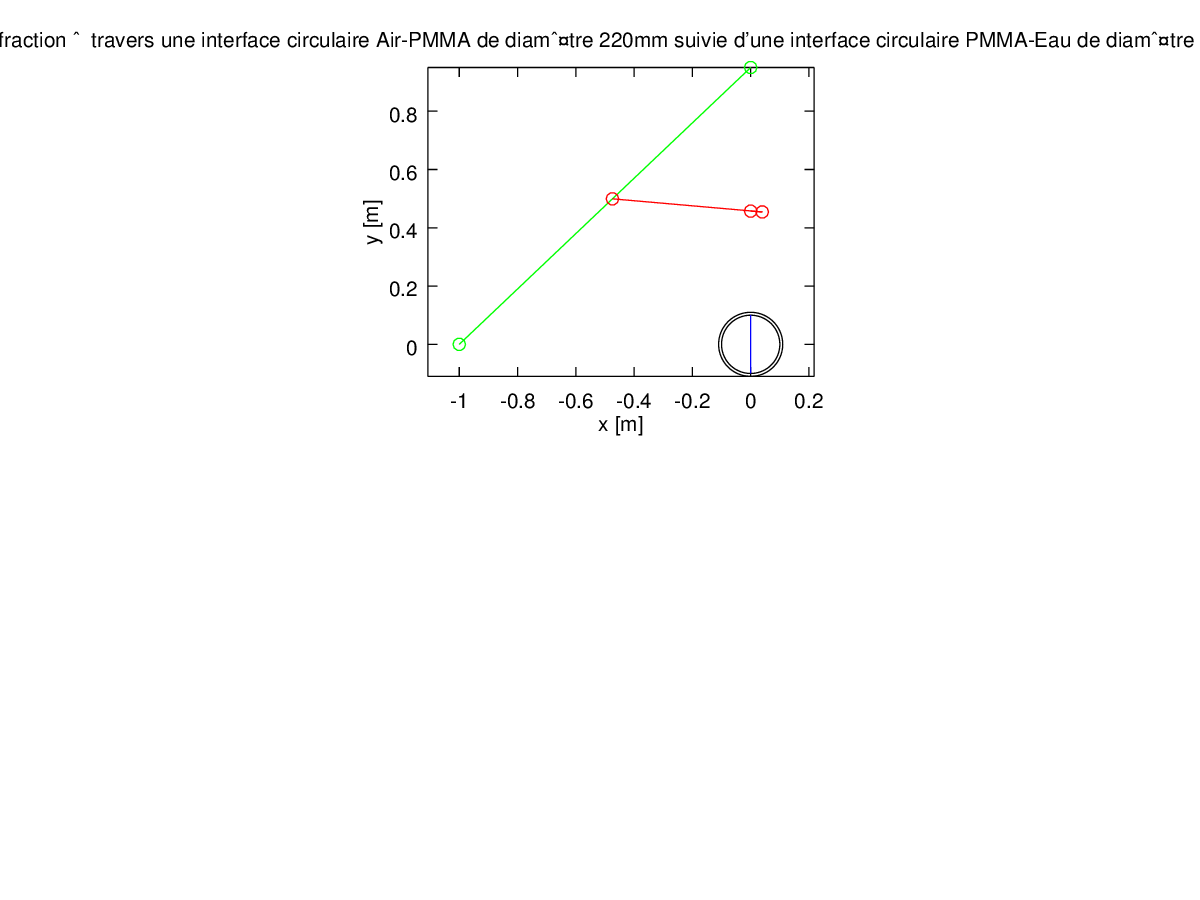 fraction ˆ travers une interface circulaire Air-PMMA de diamˆ¤tre 220mm suivie d'une interface circulaire PMMA-Eau de diamˆ¤tre
0.8
0.6
0.4
0.2
0
y [m]
-1 -0.8 -0.6 -0.4 -0.2 0 0.2
x [m]